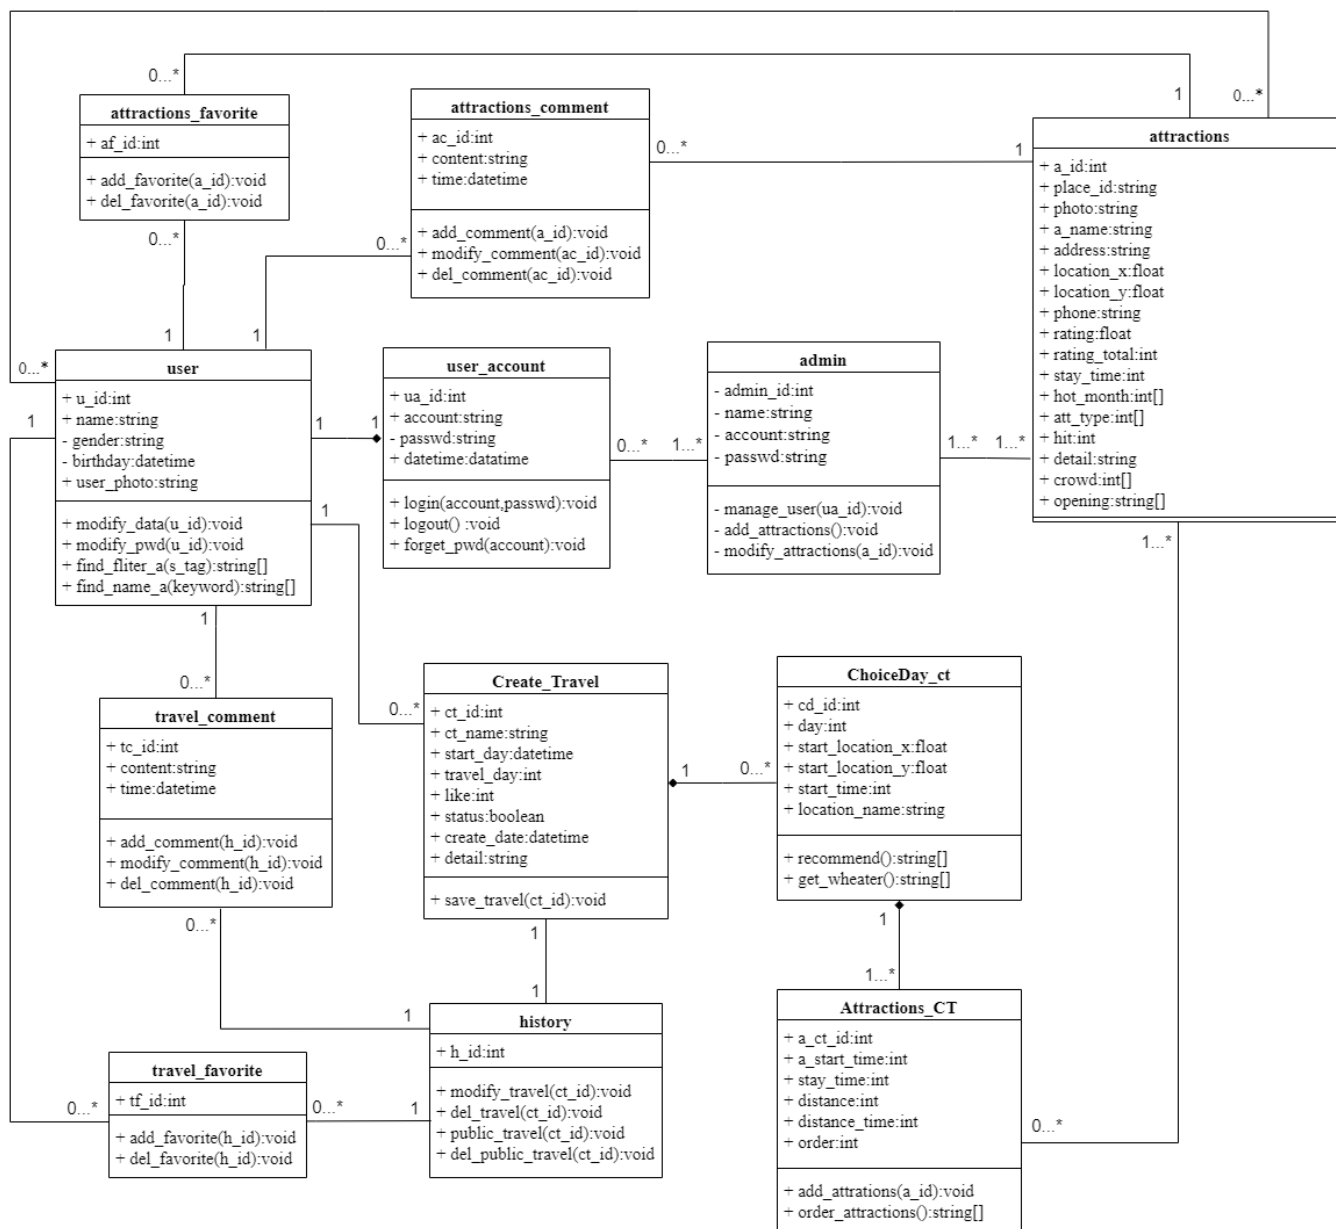 0...*
1
0...*
attractions_favorite
+ af_id:int
+ add_favorite(a_id):void
+ del_favorite(a_id):void
0...*
1
attractions_comment
+ ac_id:int
+ content:string
+ time:datetime
+ add_comment(a_id):void
+ modify_comment(ac_id):void
+ del_comment(ac_id):void
0...*
1
0...*
1
attractions
+ a_id:int
+ place_id:string
+ photo:string
+ a_name:string
+ address:string
+ location_x:float
+ location_y:float
+ phone:string
+ rating:float
+ rating_total:int
+ stay_time:int
+ hot_month:int[]
+ att_type:int[]
+ hit:int
+ detail:string
+ crowd:int[]
+ opening:string[]
1...*
0...*
1
user
+ u_id:int
+ name:string
- gender:string
- birthday:datetime
+ user_photo:string
+ modify_data(u_id):void
+ modify_pwd(u_id):void
+ find_fliter_a(s_tag):string[]
+ find_name_a(keyword):string[]
1
1
1
1
user_account
+ ua_id:int
+ account:string
- passwd:string
+ datetime:datatime
+ login(account,passwd):void
+ logout() :void
+ forget_pwd(account):void
0...*
1...*
admin
- admin_id:int
- name:string
- account:string
- passwd:string
- manage_user(ua_id):void
- add_attractions():void
- modify_attractions(a_id):void
1...*
1...*
0...*
travel_comment
+ tc_id:int
+ content:string
+ time:datetime
+ add_comment(h_id):void
+ modify_comment(h_id):void
+ del_comment(h_id):void
0...*
0...*
Create_Travel
+ ct_id:int
+ ct_name:string
+ start_day:datetime
+ travel_day:int
+ like:int
+ status:boolean
+ create_date:datetime
+ detail:string
+ save_travel(ct_id):void
1
0...*
ChoiceDay_ct
+ cd_id:int
+ day:int
+ start_location_x:float
+ start_location_y:float
+ start_time:int
+ location_name:string
+ recommend():string[]
+ get_wheater():string[]
1
1...*
1
1
1
history
+ h_id:int
+ modify_travel(ct_id):void
+ del_travel(ct_id):void
+ public_travel(ct_id):void
+ del_public_travel(ct_id):void
travel_favorite
+ tf_id:int
+ add_favorite(h_id):void
+ del_favorite(h_id):void
0...*
0...*
1
Attractions_CT
+ a_ct_id:int
+ a_start_time:int
+ stay_time:int
+ distance:int
+ distance_time:int
+ order:int
+ add_attrations(a_id):void
+ order_attractions():string[]
0...*